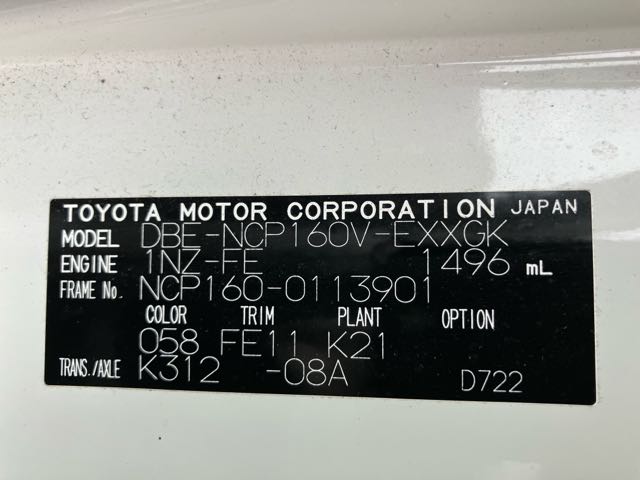 TOYOTA MOTOR CORPORATION JAPAN
MODEL DBE-NCP160V-EXXGK
ENGINE 1NZ-FE 1496 mL
FRAME No. NCP160-0113901
COLOR TRIM PLANT OPTION
058 FE11 K21
TRANS./AXLE K312 -08A D722